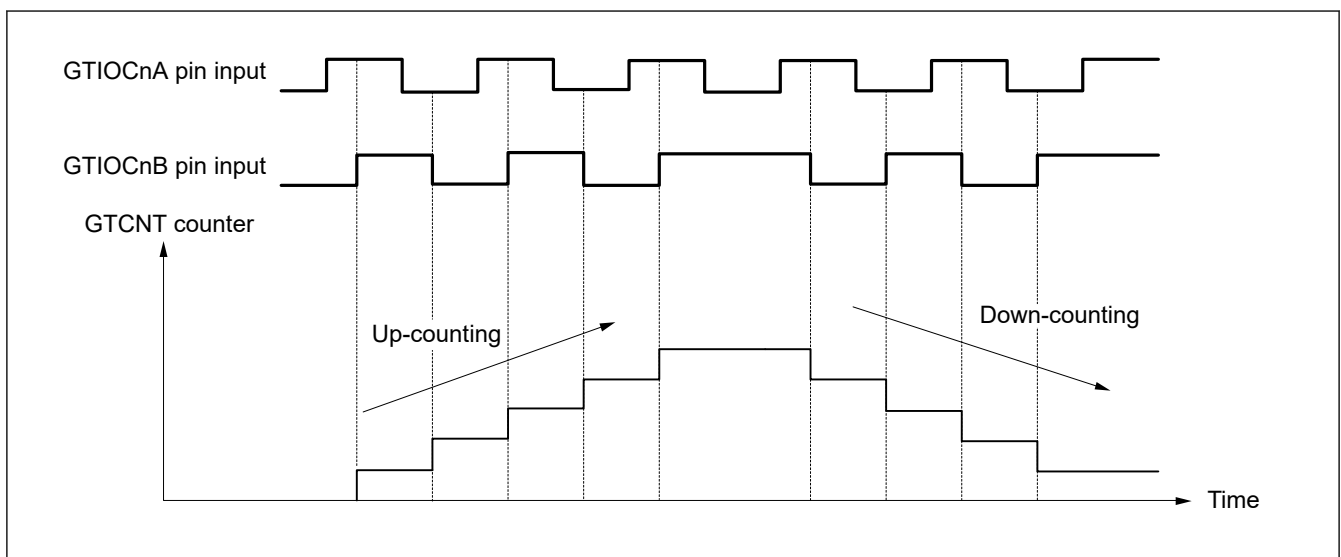 GTIOCnA pin input
GTIOCnB pin input
GTCNT counter
Up-counting
Down-counting
Time